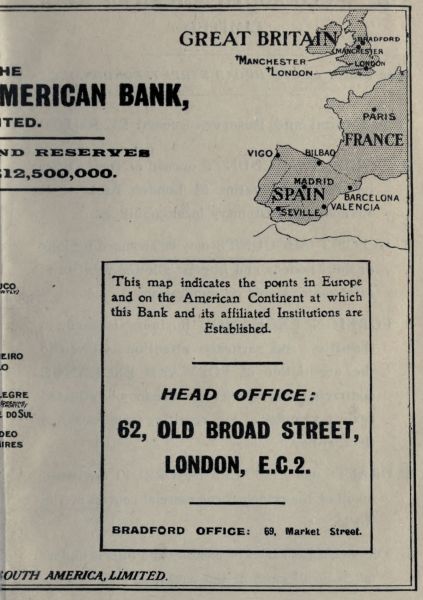 GREAT BRITAIN
BRADFORD
MANCHESTER
LONDON
†MANCHESTER
†LONDON
HE
MERICAN BANK,
ITED.
ND RESERVES
£12,500,000.
PARIS
FRANCE
VIGO
BILBAO
MADRID
SPAIN
BARCELONA
VALENCIA
SEVILLE
This map indicates the points in Europe
and on the American Continent at which
this Bank and its affiliated Institutions are
Established.
HEAD OFFICE:
62, OLD BROAD STREET,
LONDON, E.C.2.
BRADFORD OFFICE: 69, Market Street.
UCO
EIRO
LO
LEGRE
E DO SUL
DEO
IRES
OUTH AMERICA, LIMITED.